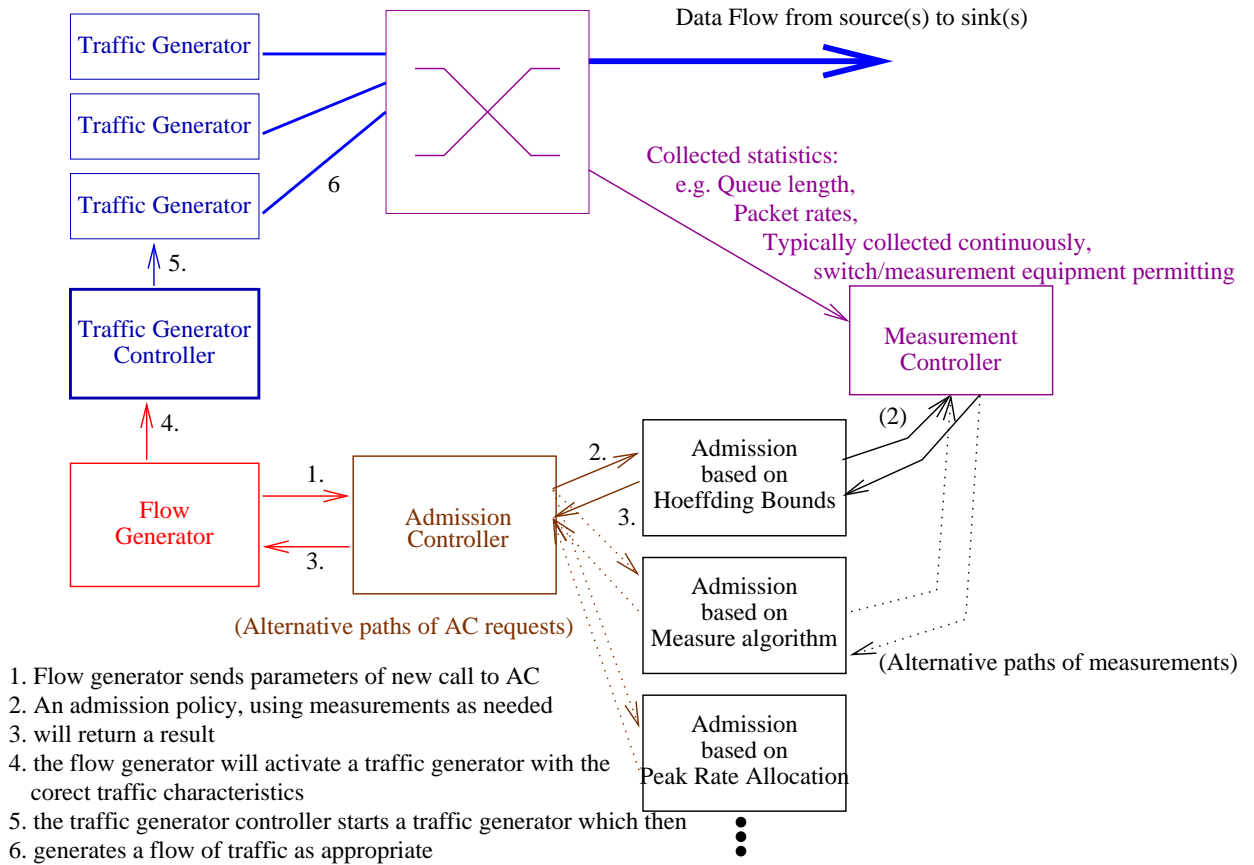 Data Flow from source(s) to sink(s)
Traffic Generator
Traffic Generator
Traffic Generator
6
Collected statistics:
e.g. Queue length,
Packet rates,
Typically collected continuously,
switch/measurement equipment permitting
5.
Traffic Generator
Controller
Measurement
Controller
4.
(2)
Flow
Generator
1.
3.
Admission
Controller
2.
3.
Admission
based on
Hoeffding Bounds
Admission
based on
Measure algorithm
(Alternative paths of AC requests)
(Alternative paths of measurements)
Admission
based on
Peak Rate Allocation
1. Flow generator sends parameters of new call to AC
2. An admission policy, using measurements as needed
3. will return a result
4. the flow generator will activate a traffic generator with the
corect traffic characteristics
5. the traffic generator controller starts a traffic generator which then
6. generates a flow of traffic as appropriate